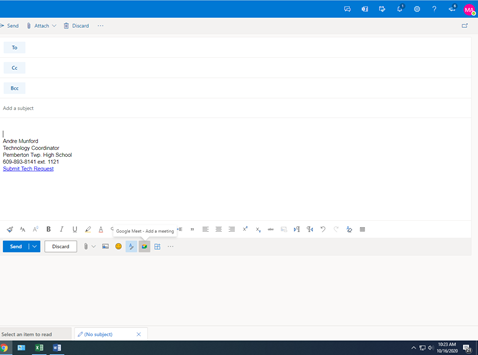 MA
Send Attach Discard ...
To
Cc
Bcc
Add a subject
Andre Munford
Technology Coordinator
Pemberton Twp. High School
609-893-8141 ext. 1121
Submit Tech Request
Google Meet - Add a meeting
B I U
Send Discard ...
Select an item to read (No subject)
10:23 AM
10/16/2020